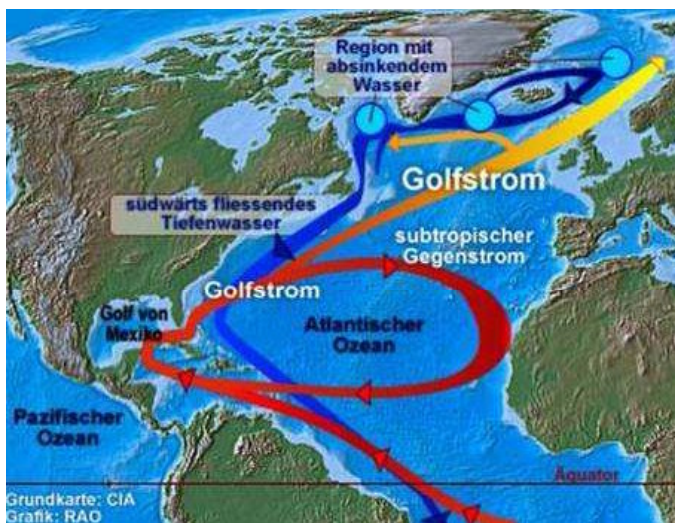 Region mit
absinkendem
Wasser
Golfstrom
südwärts fliessendes
Tiefenwasser
subtropischer
Gegenstrom
Golfstrom
Golf von
Mexiko
Atlantischer
Ozean
Pazifischer
Ozean
Äquator
Grundkarte: CIA
Grafik: RAO